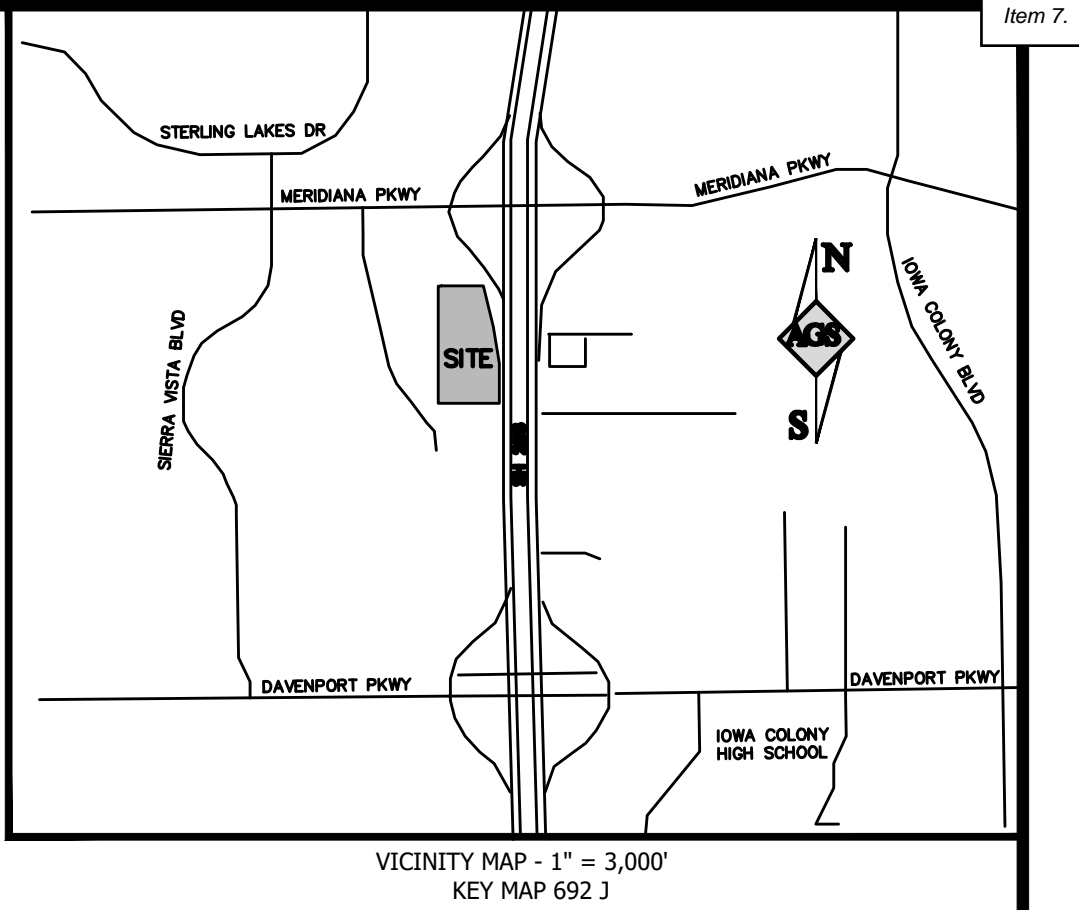 Item 7.
STERLING LAKES DR
MERIDIANA PKWY
MERIDIANA PKWY
N
IOWA COLONY BLVD
AGS
SITE
SIERRA VISTA BLVD
S
DAVENPORT PKWY
DAVENPORT PKWY
IOWA COLONY
HIGH SCHOOL
VICINITY MAP - 1" = 3,000'
KEY MAP 692 J